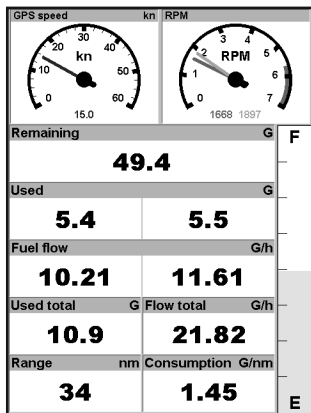 GPS speed kn RPM
30
20
40
10
kn
50
0
60
15.0
3
4
2
5
1
RPM
6
0
7
1668 1897
Remaining G
F
49.4
Used G
5.4 5.5
Fuel flow G/h
10.21 11.61
Used total G Flow total G/h
10.9 21.82
Range nm Consumption G/nm
34 1.45
E